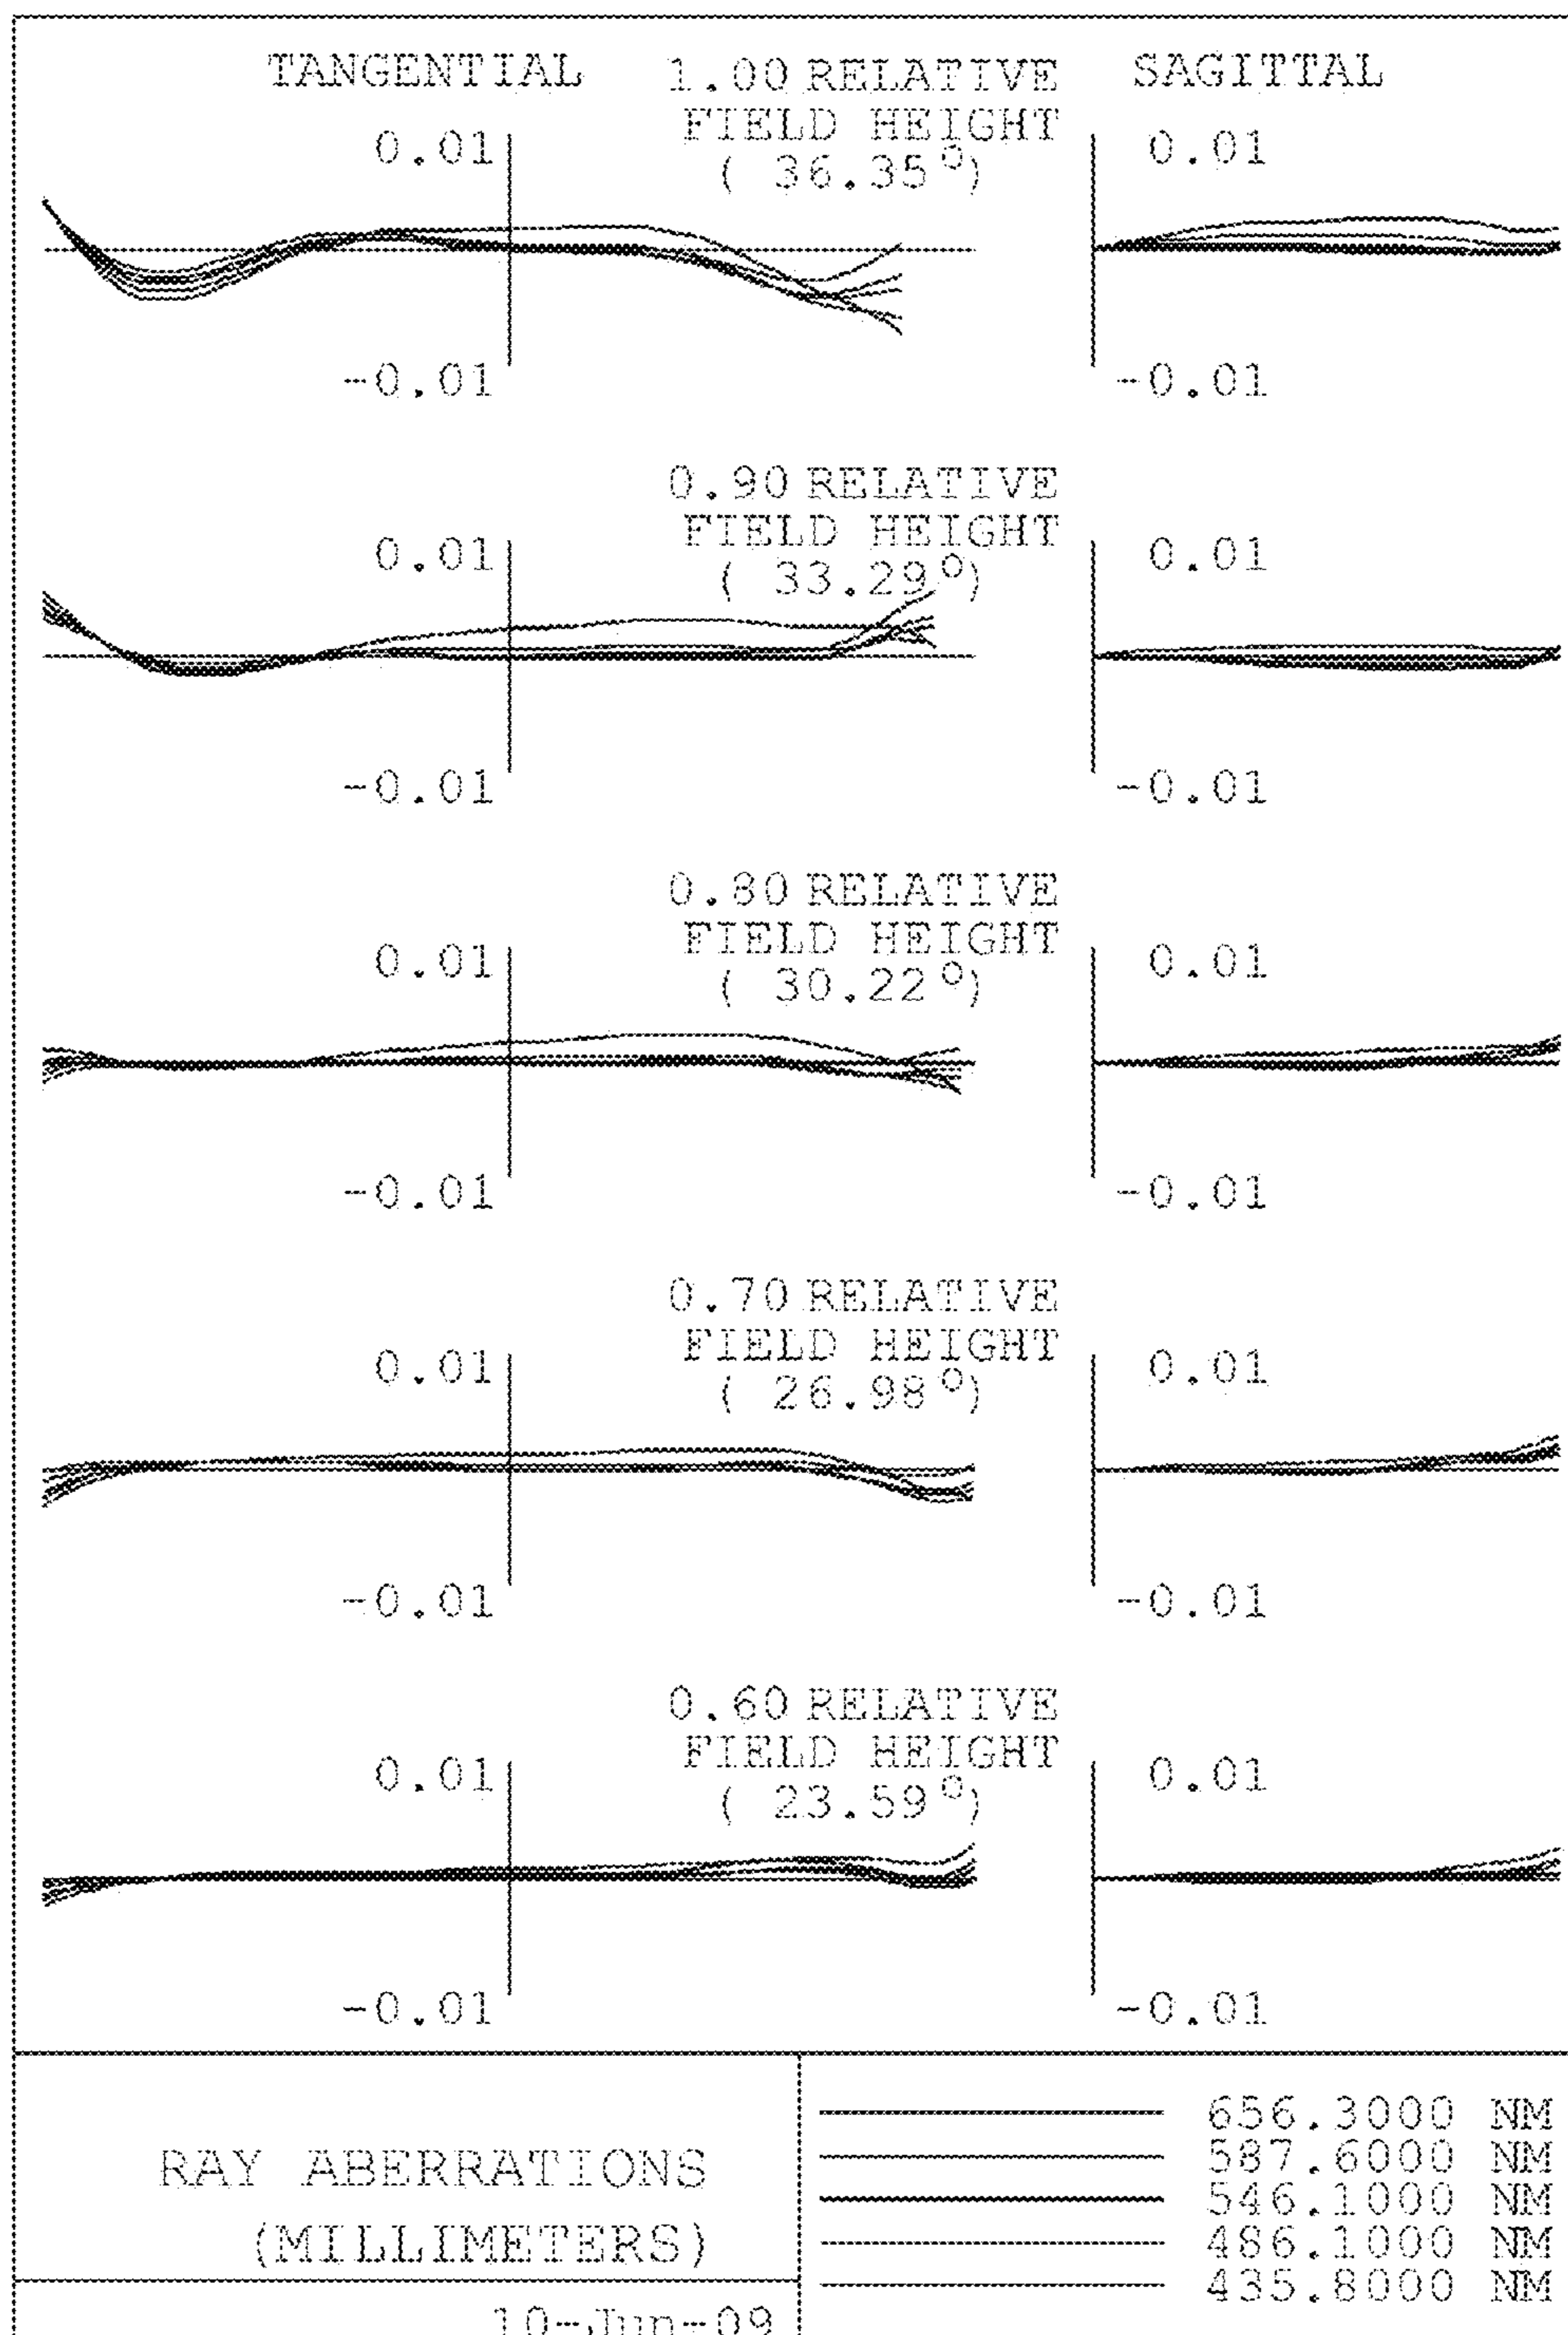 TANGENTIAL 1.00 RELATIVE SAGITTAL
FIELD HEIGHT
0.01 ( 36.35°) 0.01
-0.01 -0.01
0.90 RELATIVE
FIELD HEIGHT
0.01 ( 33.29°) 0.01
-0.01 -0.01
0.80 RELATIVE
FIELD HEIGHT
0.01 ( 30.22°) 0.01
-0.01 -0.01
0.70 RELATIVE
FIELD HEIGHT
0.01 ( 26.98°) 0.01
-0.01 -0.01
0.60 RELATIVE
FIELD HEIGHT
0.01 ( 23.59°) 0.01
-0.01 -0.01
RAY ABERRATIONS
(MILLIMETERS)
10-Jun-09
656.3000 NM
587.6000 NM
546.1000 NM
486.1000 NM
435.8000 NM